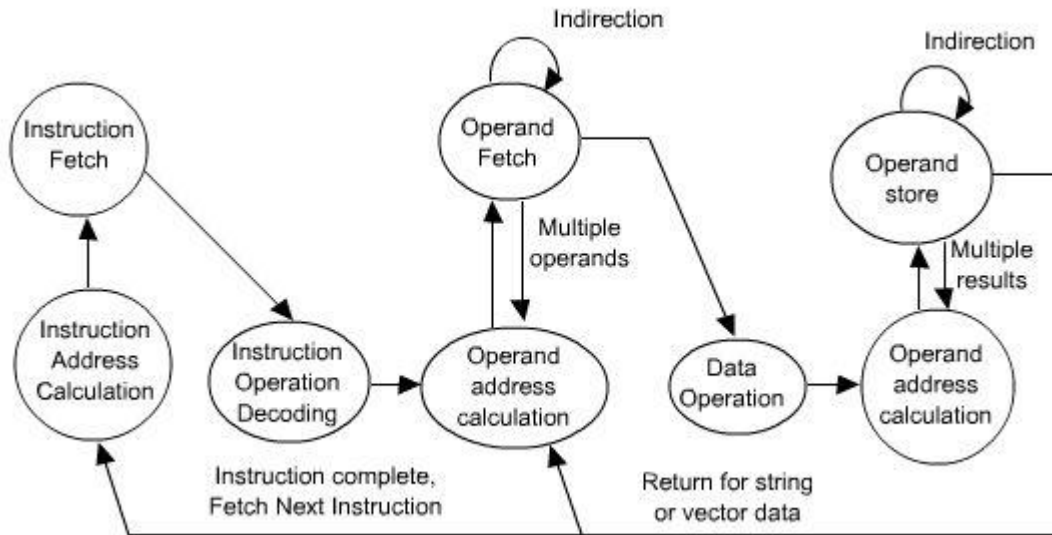 Indirection
Indirection
Instruction
Fetch
Operand
Fetch
Operand
store
Multiple
operands
Multiple
results
Instruction
Address
Calculation
Instruction
Operation
Decoding
Operand
address
calculation
Data
Operation
Operand
address
calculation
Instruction complete,
Fetch Next Instruction
Return for string
or vector data